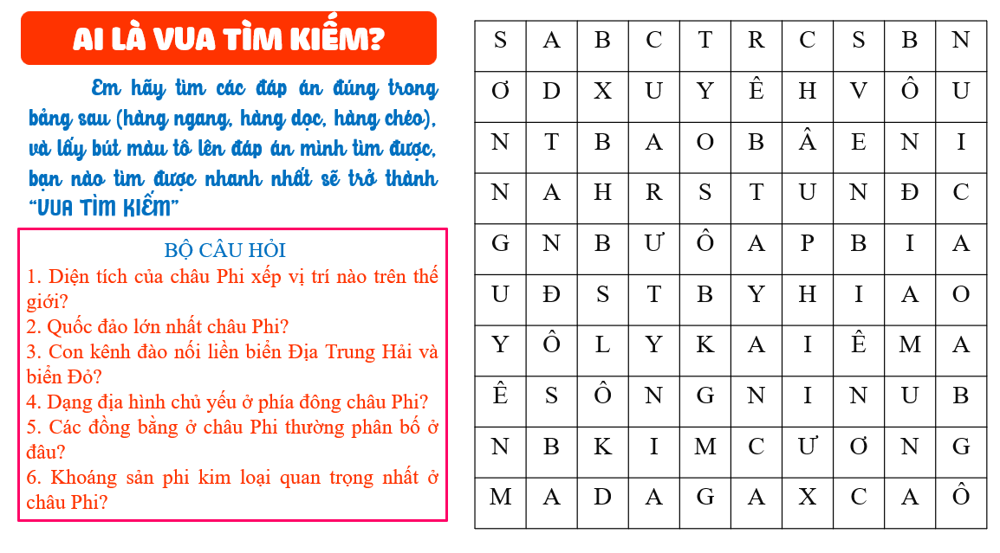 AI LÀ VUA TÌM KIẾM?
Em hãy tìm các đáp án đúng trong
bảng sau (hàng ngang, hàng dọc, hàng chéo),
và lấy bút màu tô lên đáp án mình tìm được,
bạn nào tìm được nhanh nhất sẽ trở thành
“VUA TÌM KIẾM”
BỘ CÂU HỎI
1. Diện tích của châu Phi xếp vị trí nào trên thế
giới?
2. Quốc đảo lớn nhất châu Phi?
3. Con kênh đào nối liền biển Địa Trung Hải và
biển Đỏ?
4. Dạng địa hình chủ yếu ở phía đông châu Phi?
5. Các đồng bằng ở châu Phi thường phân bố ở
đâu?
6. Khoáng sản phi kim loại quan trọng nhất ở
châu Phi?
S A B C T R C S B N
Ơ D X U Y Ê H V Ô U
N T B A O B Â E N I
N A H R S T U N Đ C
G N B Ư Ô A P B I A
U Đ S T B Y H I A O
Y Ô L Y K A I Ê M A
Ê S Ô N G N I N U B
N B K I M C Ư Ơ N G
M A D A G A X C A Ô